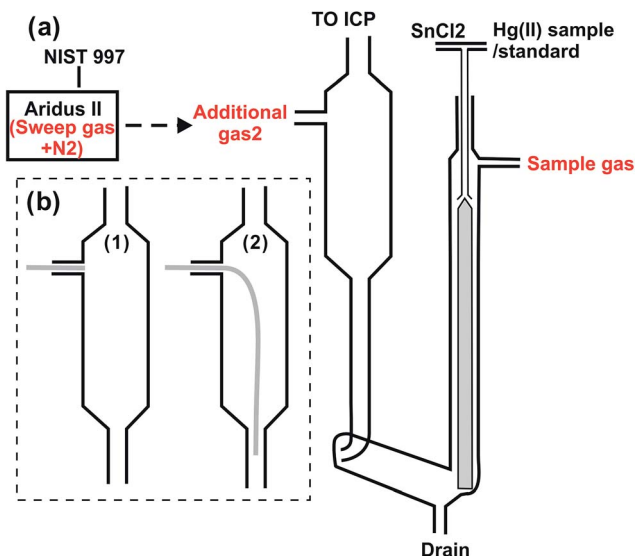 (a)
NIST 997
Aridus II
(Sweep gas
+N2)
Additional
gas2
TO ICP
SnCl2
Hg(II) sample
/standard
Sample gas
Drain
(b)
(1)
(2)